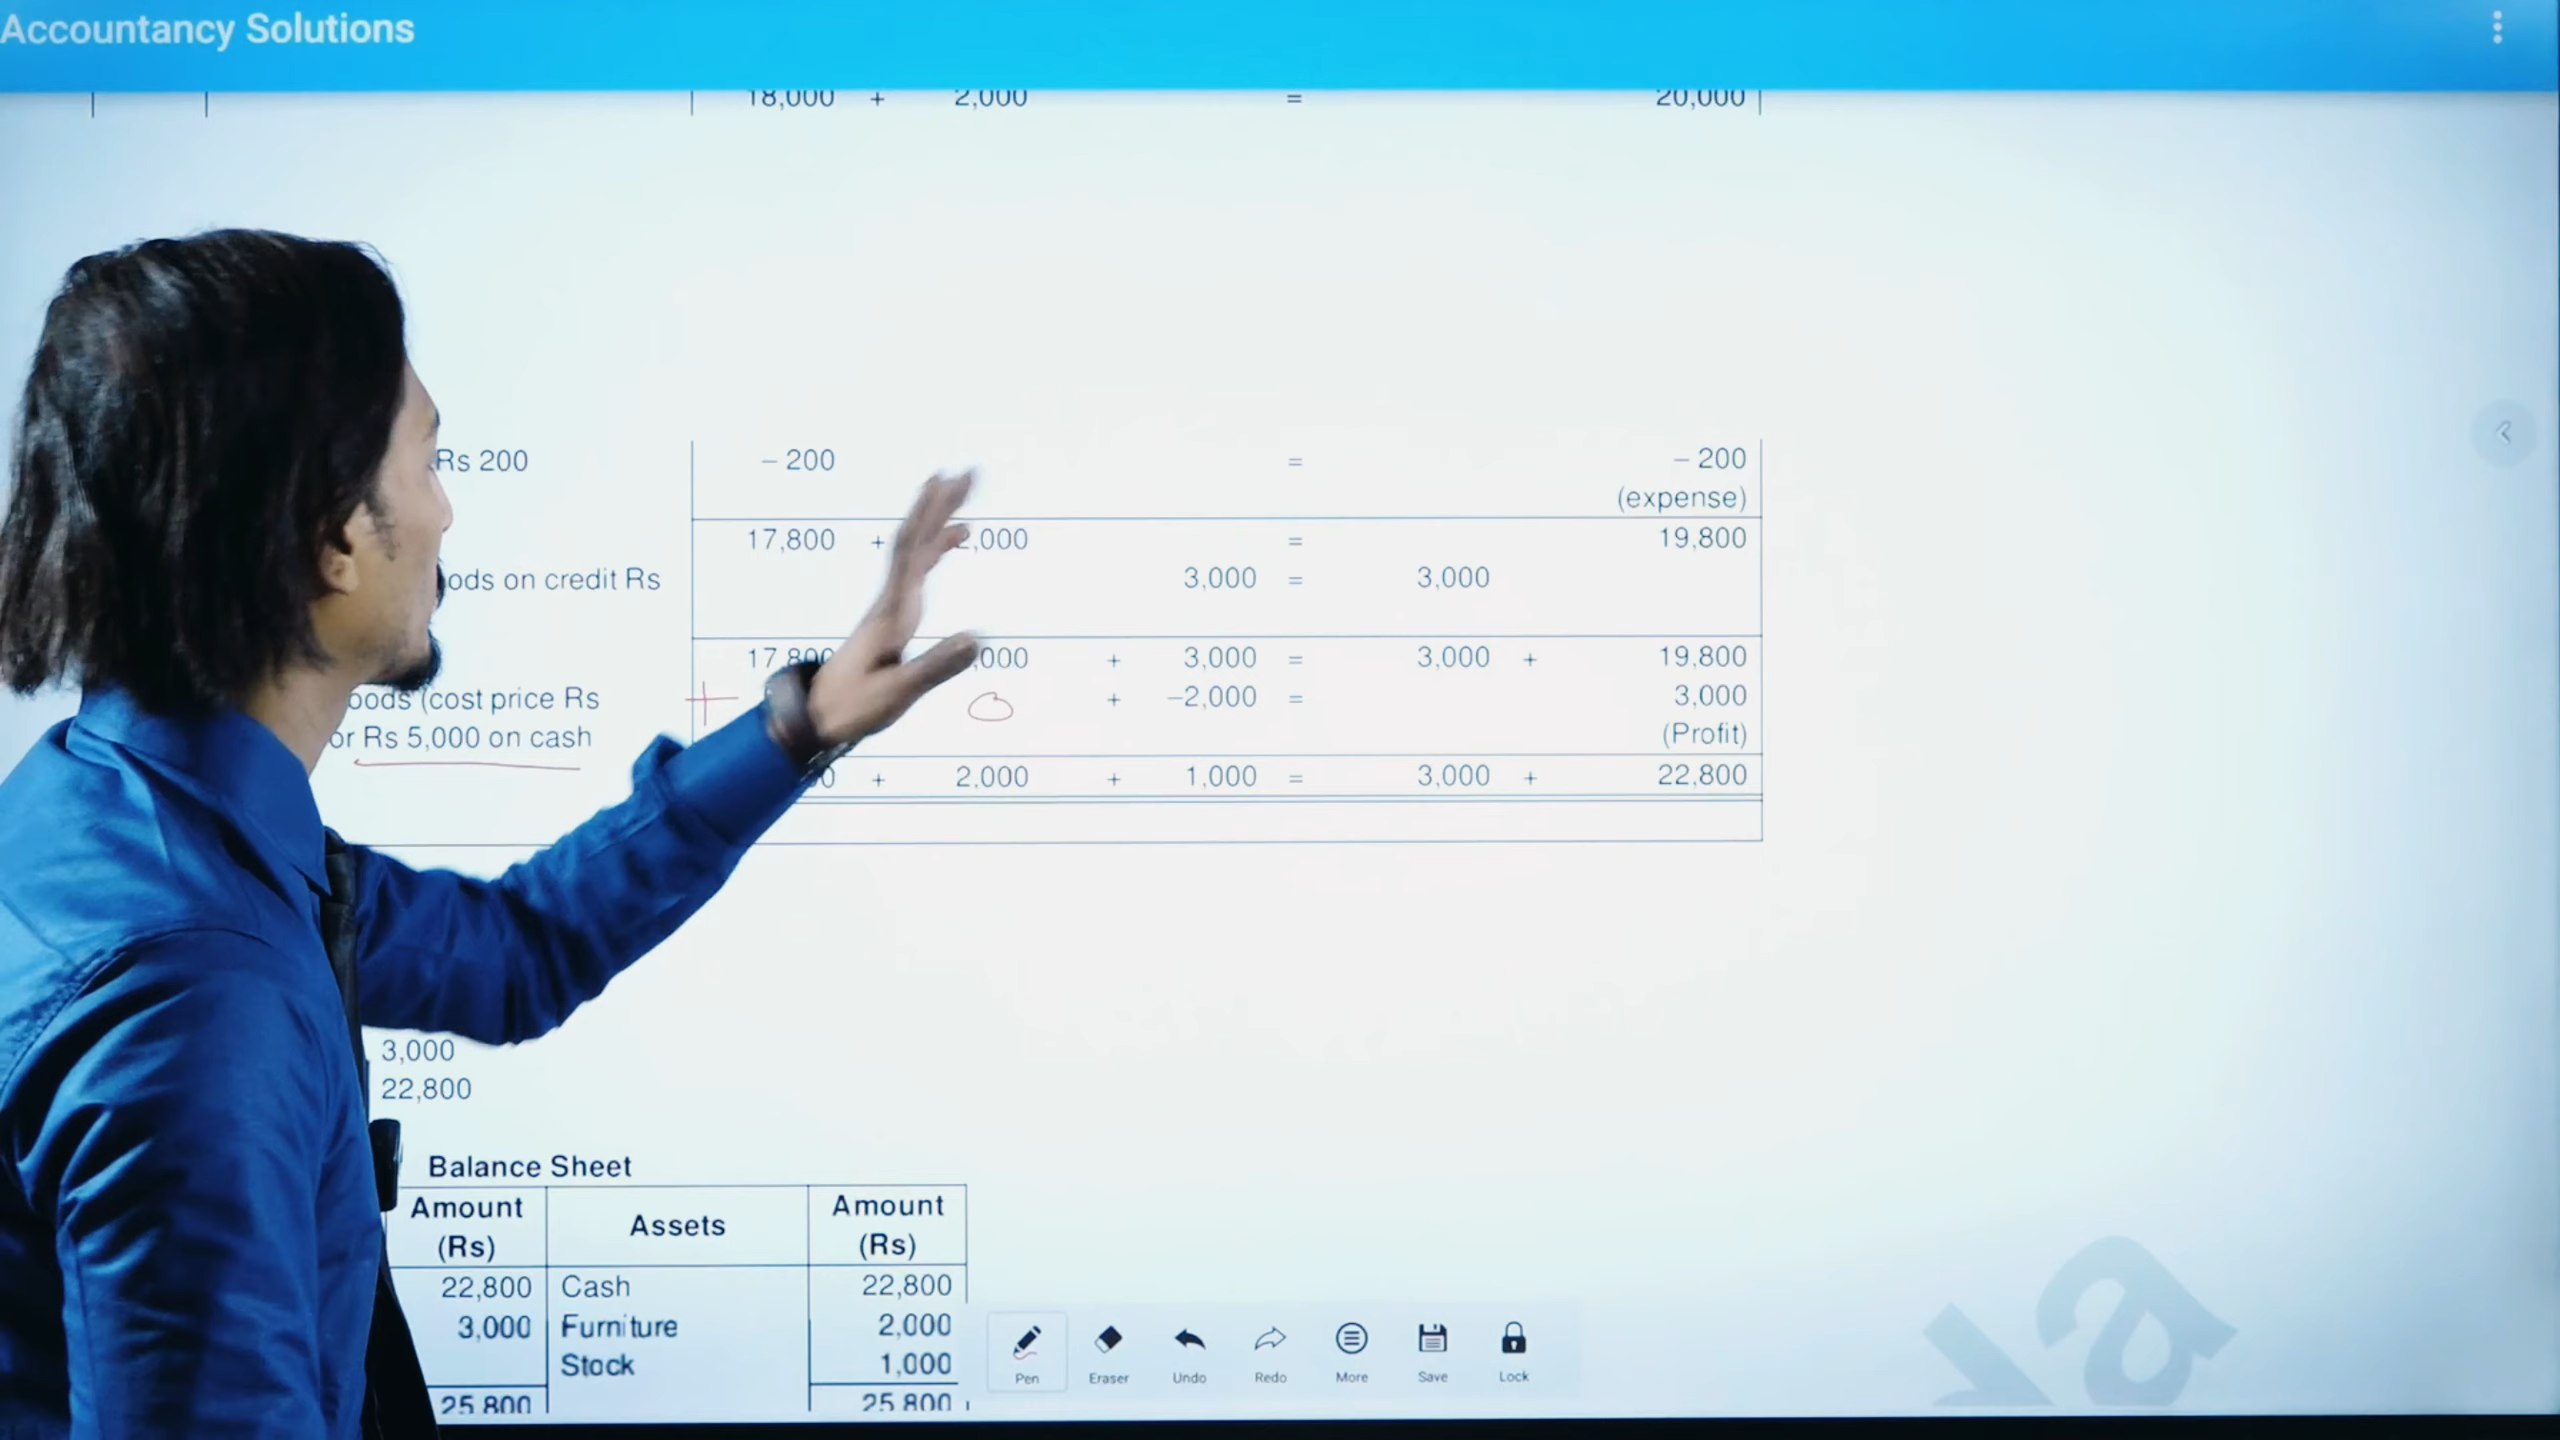 Accountancy Solutions
18,000 + 2,000 = 20,000
Rs 200 – 200 = – 200
(expense)
17,800 + 2,000 = 19,800
ods on credit Rs 3,000 = 3,000
17,800 ,000 + 3,000 = 3,000 + 19,800
oods (cost price Rs + 0 + –2,000 = 3,000
or Rs 5,000 on cash (Profit)
0 + 2,000 + 1,000 = 3,000 + 22,800
3,000
22,800
Balance Sheet
Amount (Rs) Assets Amount (Rs)
22,800 Cash 22,800
3,000 Furniture 2,000
Stock 1,000
25,800 25,800
Pen Eraser Undo Redo More Save Lock